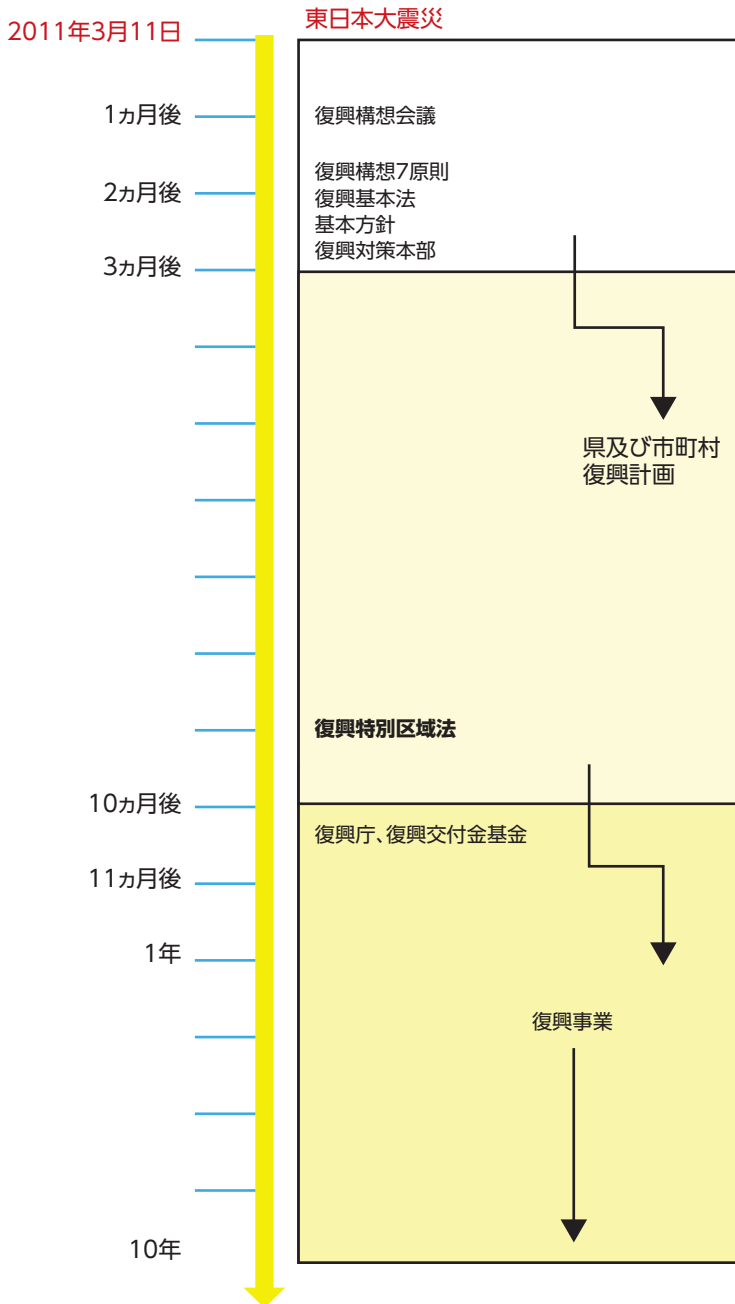 2011年3月11日
東日本大震災
1ヵ月後
復興構想会議
2ヵ月後
復興構想7原則
復興基本法
基本方針
復興対策本部
3ヵ月後
県及び市町村
復興計画
復興特別区域法
10ヵ月後
復興庁、復興交付金基金
11ヵ月後
1年
復興事業
10年